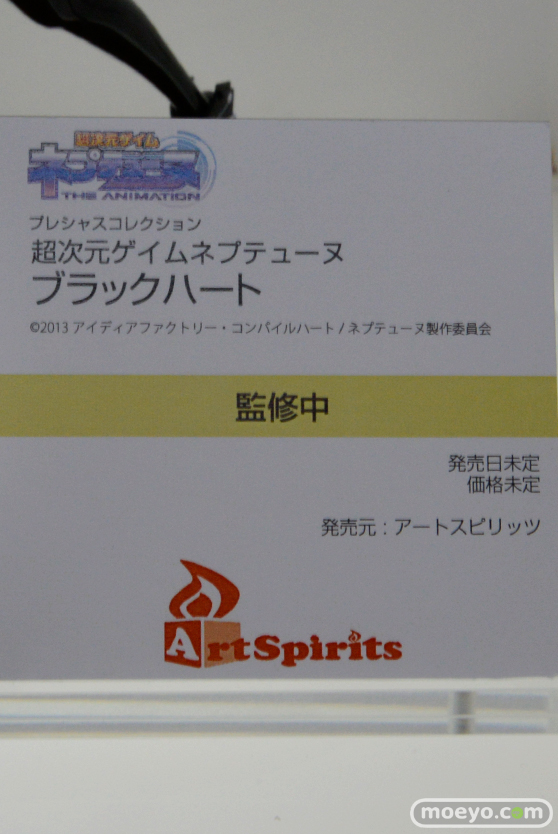 超次元ゲイム
ネプテューヌ
THE ANIMATION
プレシャスコレクション
超次元ゲイムネプテューヌ
ブラックハート
©2013 アイディアファクトリー・コンパイルハート / ネプテューヌ製作委員会
監修中
発売日未定
価格未定
発売元：アートスピリッツ
ArtSpirits
moeyo.com